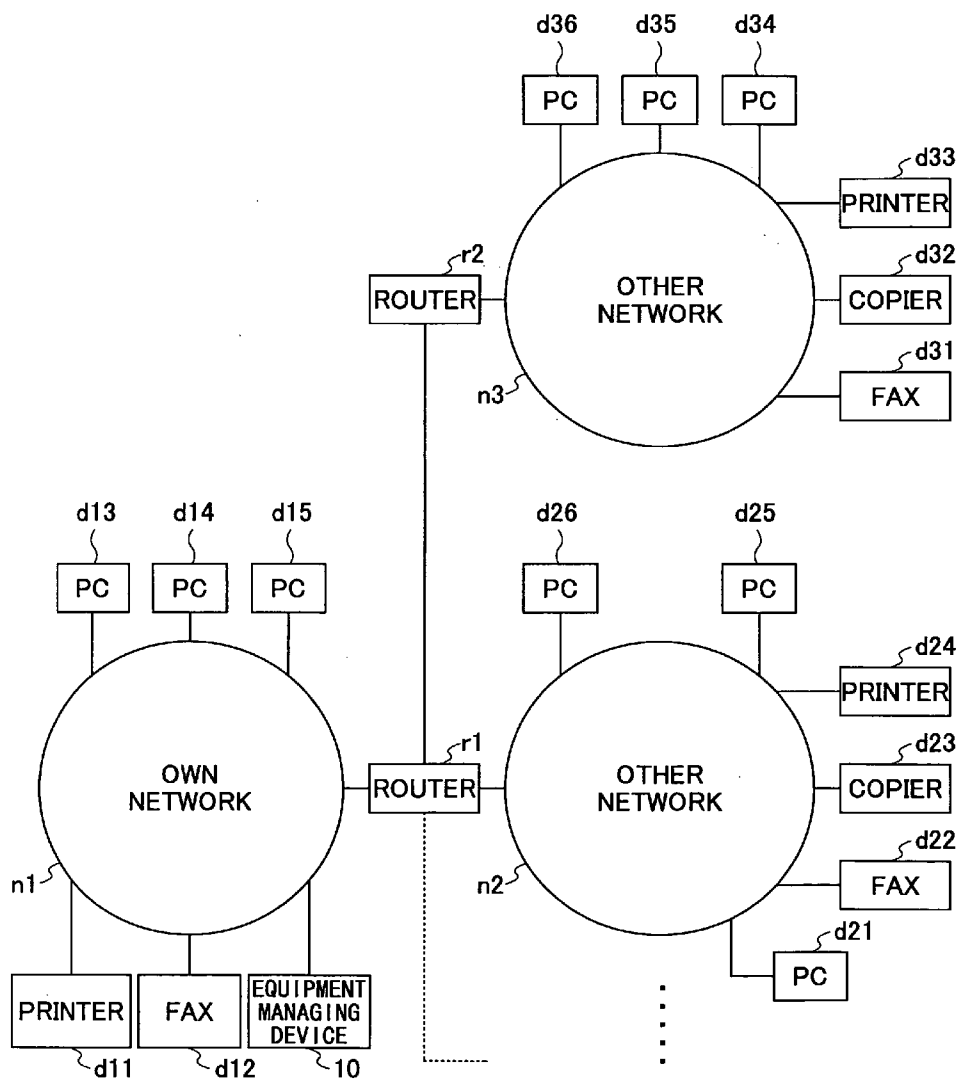 d36 d35 d34
PC PC PC
d33
PRINTER
r2
d32
ROUTER
OTHER
NETWORK
COPIER
d31
n3
FAX
d13 d14 d15
d26 d25
PC PC PC
PC PC
d24
PRINTER
r1
d23
OWN
NETWORK
ROUTER
OTHER
NETWORK
COPIER
d22
n1
n2
FAX
d21
PC
PRINTER
FAX
EQUIPMENT
MANAGING
DEVICE
d11 d12 10